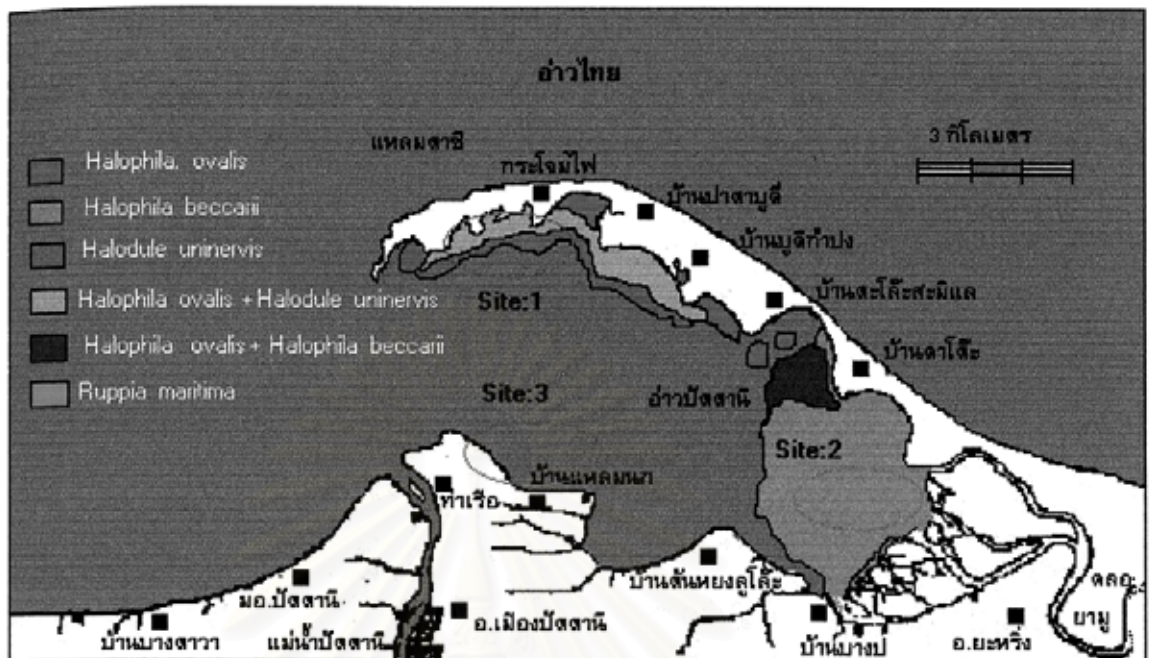 อ่าวไทย
3 กิโลเมตร
แหลมตาชี
กระโจมไฟ
Halophila. ovalis
Halophila beccarii
Halodule uninervis
Halophila ovalis + Halodule uninervis
Halophila ovalis + Halophila beccarii
Ruppia maritima
บ้านปาตาบูดี
บ้านบูดีกำปง
บ้านตะโล๊ะสะมิแล
บ้านดาโต๊ะ
Site:1
Site:3
อ่าวปัตตานี
Site:2
บ้านแหลมนก
ท่าเรือ
มอ.ปัตตานี
บ้านบางตาวา
แม่น้ำปัตตานี
อ.เมืองปัตตานี
บ้านตันหยงลูโล๊ะ
บ้านบางปู
อ.ยะหริ่ง
คลอง
ยามู